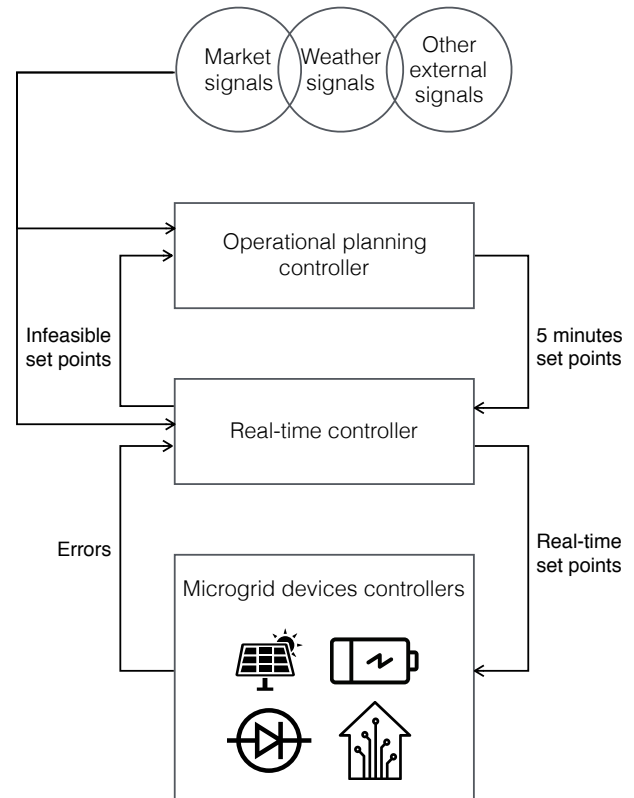 Market
signals
Weather
signals
Other
external
signals
Operational planning
controller
Infeasible
set points
5 minutes
set points
Real-time controller
Errors
Real-time
set points
Microgrid devices controllers